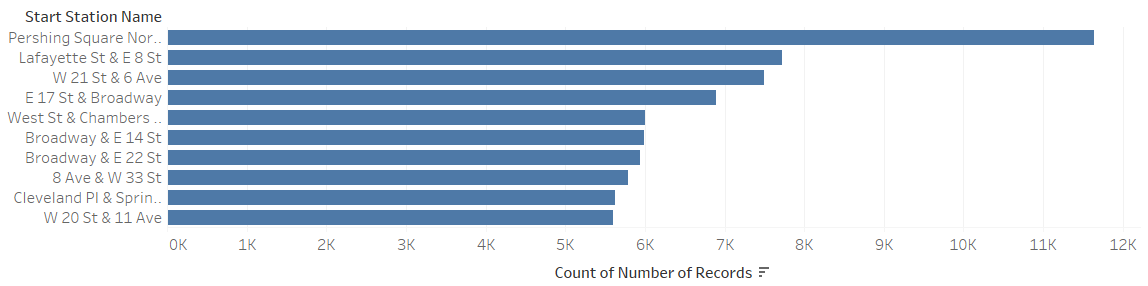 Start Station Name
Pershing Square Nor..
Lafayette St & E 8 St
W 21 St & 6 Ave
E 17 St & Broadway
West St & Chambers ..
Broadway & E 14 St
Broadway & E 22 St
8 Ave & W 33 St
Cleveland Pl & Sprin..
W 20 St & 11 Ave
0K 1K 2K 3K 4K 5K 6K 7K 8K 9K 10K 11K 12K
Count of Number of Records